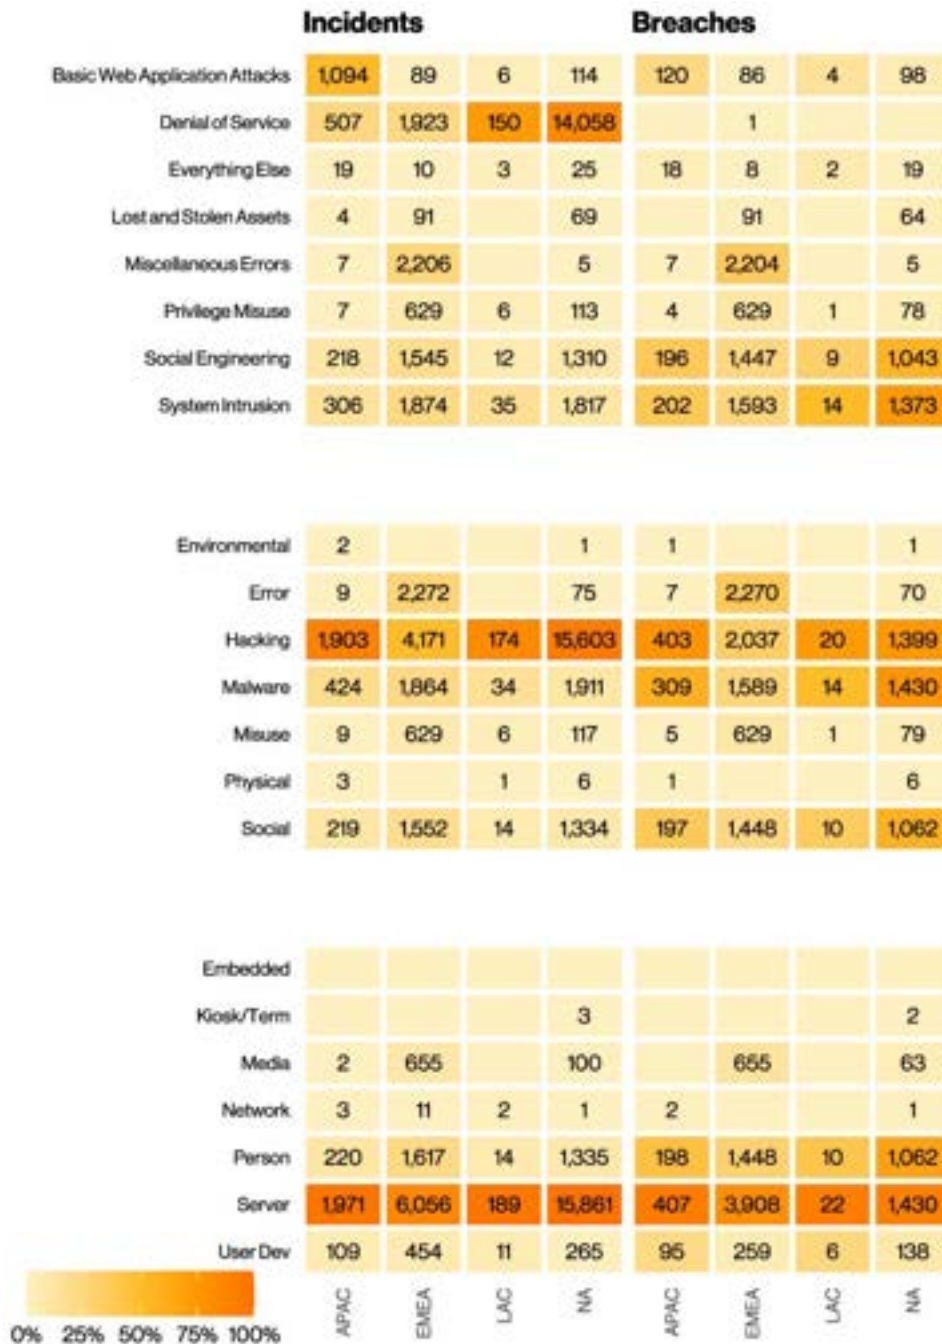 Incidents Breaches
Basic Web Application Attacks 1,094 89 6 114 120 86 4 98
Denial of Service 507 1,923 150 14,058 1
Everything Else 19 10 3 25 18 8 2 19
Lost and Stolen Assets 4 91 69 91 64
Miscellaneous Errors 7 2,206 5 7 2,204 5
Privilege Misuse 7 629 6 113 4 629 1 78
Social Engineering 218 1,545 12 1,310 196 1,447 9 1,043
System Intrusion 306 1,874 35 1,817 202 1,593 14 1,373
Environmental 2 1 1 1
Error 9 2,272 75 7 2,270 70
Hacking 1,903 4,171 174 15,603 403 2,037 20 1,399
Malware 424 1,864 34 1,911 309 1,589 14 1,430
Misuse 9 629 6 117 5 629 1 79
Physical 3 1 6 1 6
Social 219 1,552 14 1,334 197 1,448 10 1,062
Embedded
Kiosk/Term 3 2
Media 2 655 100 655 63
Network 3 11 2 1 2 1
Person 220 1,617 14 1,335 198 1,448 10 1,062
Server 1,971 6,056 189 15,861 407 3,908 22 1,430
User Dev 109 454 11 265 95 259 6 138
APAC EMEA LAC NA APAC EMEA LAC NA
0% 25% 50% 75% 100%